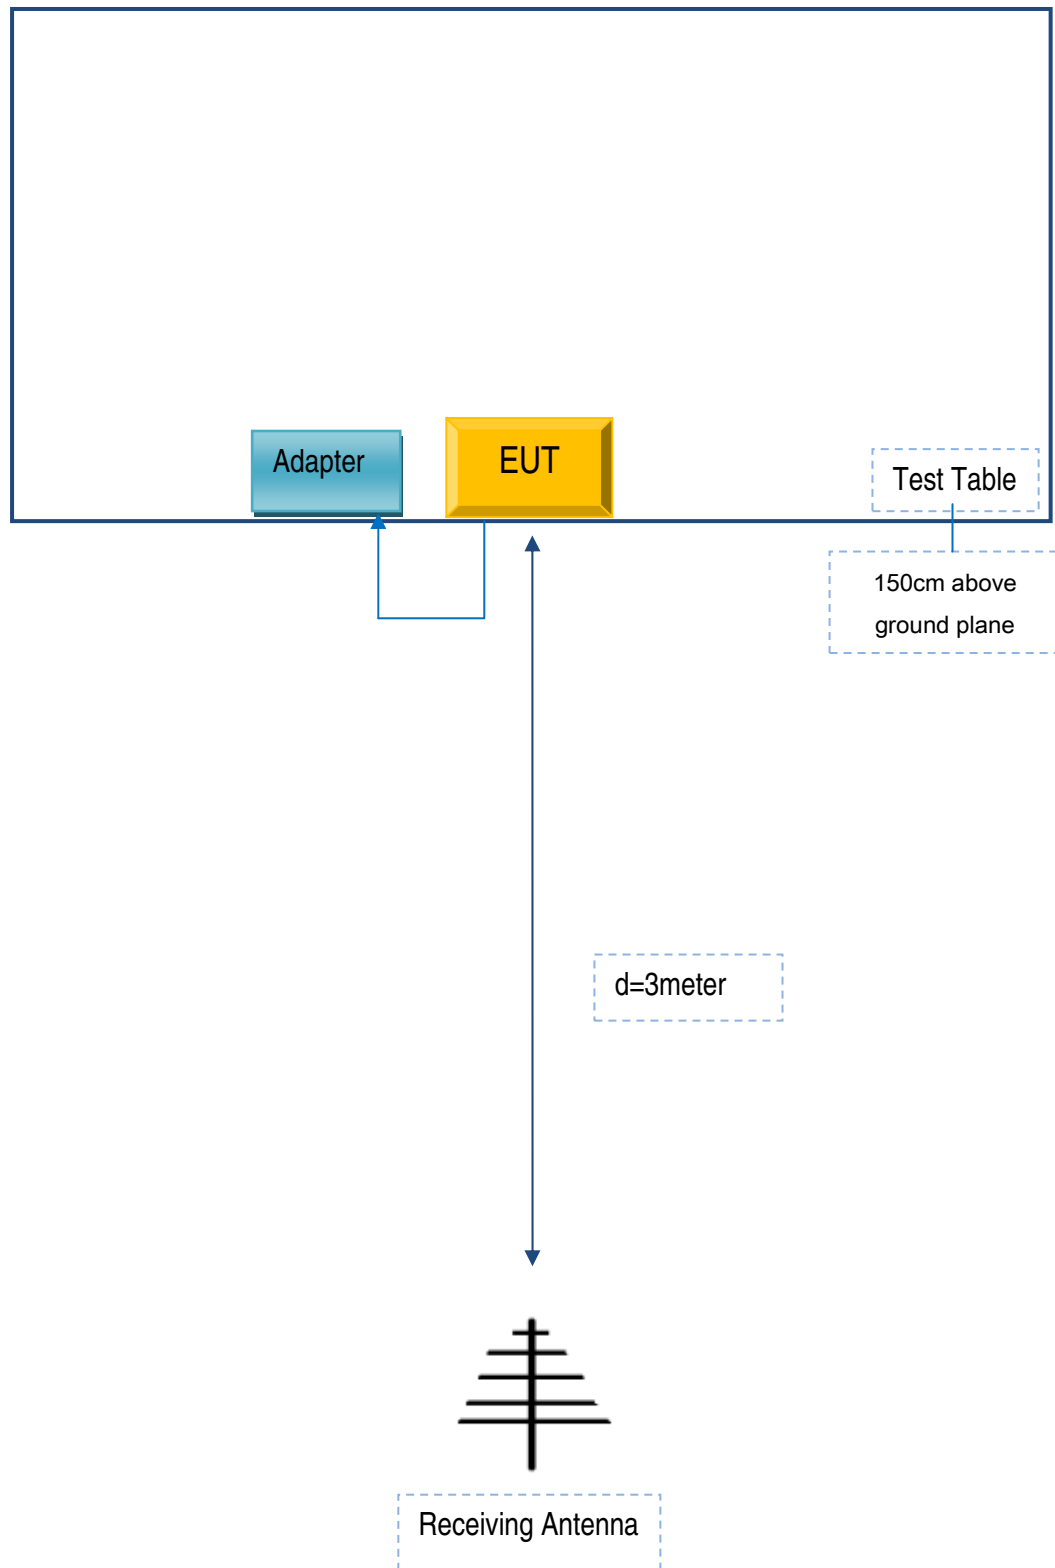 Adapter
EUT
Test Table
150cm above
ground plane
d=3meter
Receiving Antenna